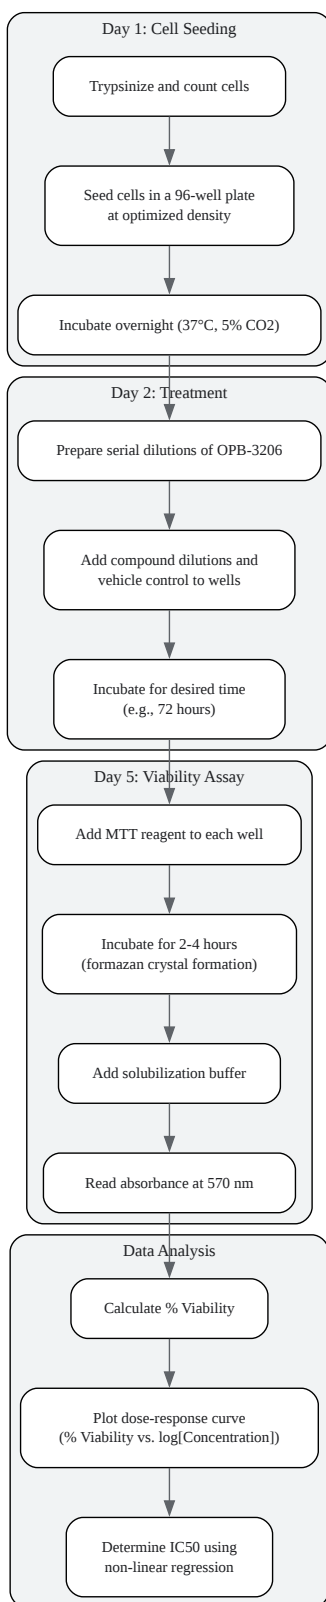 Day 1: Cell Seeding
Trypsinize and count cells
Seed cells in a 96-well plate
at optimized density
Incubate overnight (37°C, 5% CO2)
Day 2: Treatment
Prepare serial dilutions of OPB-3206
Add compound dilutions and
vehicle control to wells
Incubate for desired time
(e.g., 72 hours)
Day 5: Viability Assay
Add MTT reagent to each well
Incubate for 2-4 hours
(formazan crystal formation)
Add solubilization buffer
Read absorbance at 570 nm
Data Analysis
Calculate % Viability
Plot dose-response curve
(% Viability vs. log[Concentration])
Determine IC50 using
non-linear regression